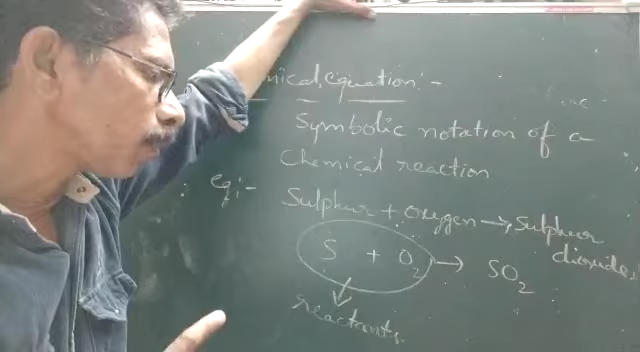 mical equation:-
Symbolic notation of a
Chemical reaction
eg:- Sulphur + oxygen → Sulphur
dioxide.
S + O₂ → SO₂
reactants.